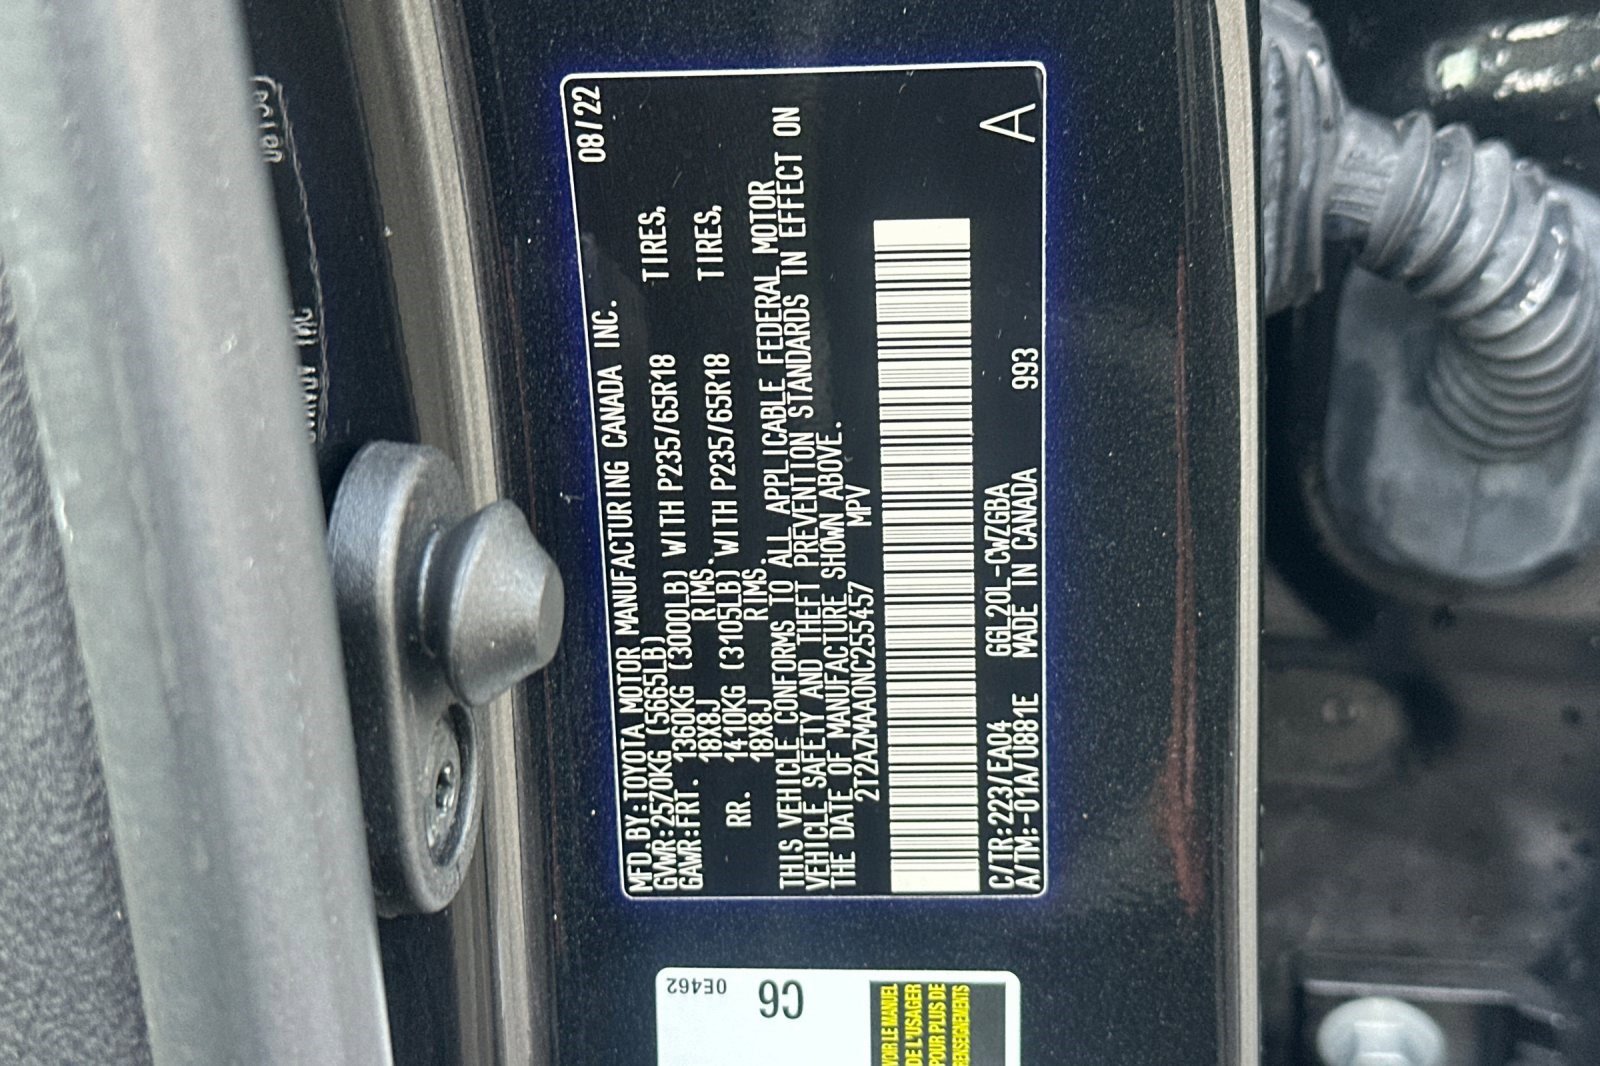 MFD.BY:TOYOTA MOTOR MANUFACTURING CANADA INC. 08/22
GVWR:2570KG (5665LB)
GAWR:FRT. 1360KG (3000LB) WITH P235/65R18 TIRES,
18X8J RIMS.
RR. 1410KG (3105LB) WITH P235/65R18 TIRES,
18X8J RIMS.
THIS VEHICLE CONFORMS TO ALL APPLICABLE FEDERAL MOTOR
VEHICLE SAFETY AND THEFT PREVENTION STANDARDS IN EFFECT ON
THE DATE OF MANUFACTURE SHOWN ABOVE.
2T2AZMAA0NC255457 MPV
C/TR:223/EA04 GGL20L-CWZGBA 993 A
A/TM:-01A/U881E MADE IN CANADA
0E462
C6
VOIR LE MANUEL
DE L'USAGER
POUR PLUS DE
RENSEIGNEMENTS